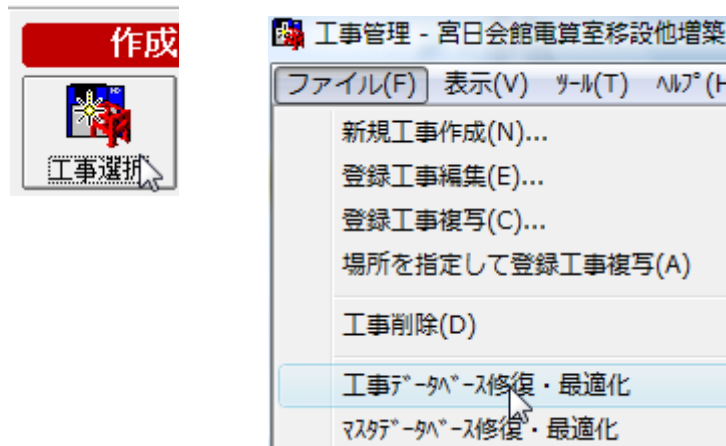 作成
工事選択
工事管理 - 宮日会館電算室移設他増築
ファイル(F) 表示(V) ﾂｰﾙ(T) ﾍﾙﾌﾟ(H
新規工事作成(N)...
登録工事編集(E)...
登録工事複写(C)...
場所を指定して登録工事複写(A)
工事削除(D)
工事ﾃﾞｰﾀﾍﾞｰｽ修復・最適化
ﾏｽﾀﾃﾞｰﾀﾍﾞｰｽ修復・最適化